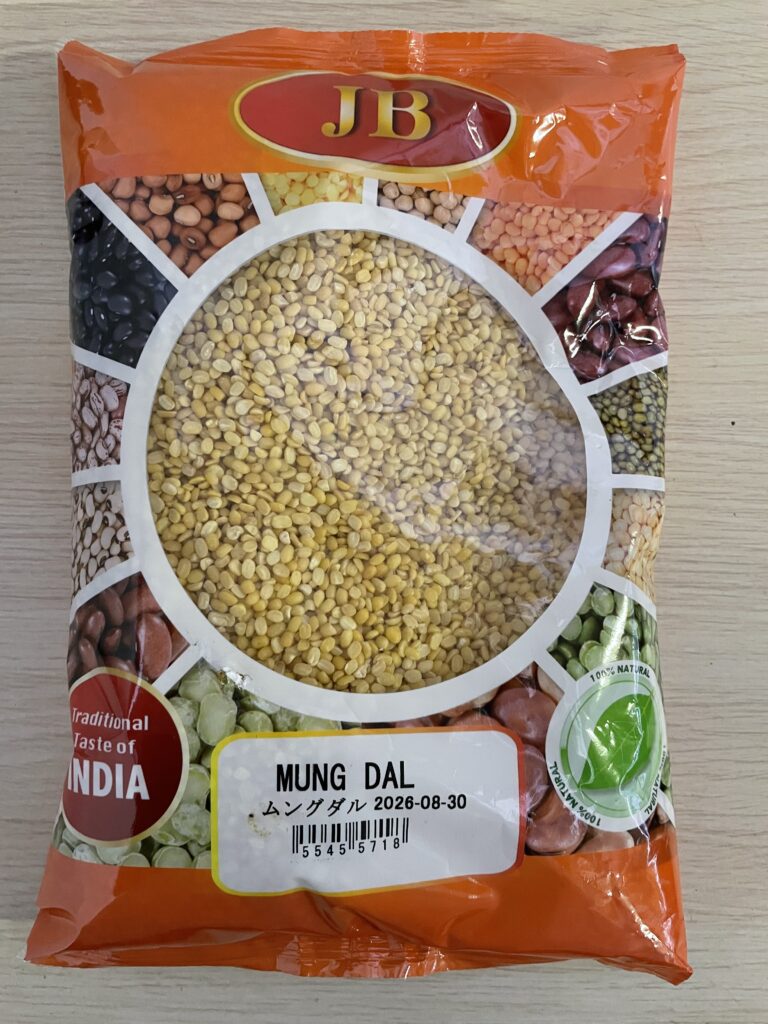 JB
100% NATURAL
Traditional
Taste of
INDIA
100% NATURAL
MUNG DAL
ムングダル 2026-08-30
5545 5718